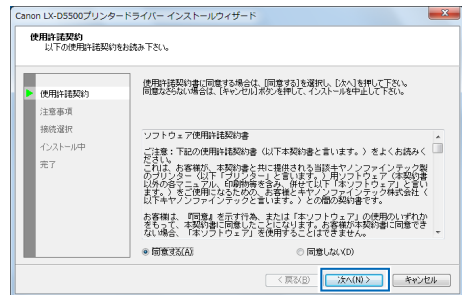 Canon LX-D5500プリンタードライバー インストールウィザード
使用許諾契約
以下の使用許諾契約をお読み下さい。
使用許諾契約
注意事項
接続選択
インストール中
完了
使用許諾契約書に同意する場合は、[同意する]を選択し、[次へ]を押して下さい。
同意なさらない場合は、[キャンセル]ボタンを押して、インストールを中止して下さい。
ソフトウェア使用許諾契約書
ご注意：下記の使用許諾契約書（以下本契約書と言います。）をよくお読みく
ださい。
これは、お客様が、本契約書と共に提供される当該キヤノンファインテック製
のプリンター（以下「プリンター」と言います。）用ソフトウェア（本契約書
以外の各マニュアル、印刷物等を含み、併せて以下「本ソフトウェア」と言い
ます。）をご使用になるための、お客様とキヤノンファインテック株式会社（
以下キヤノンファインテックと言います。）との間の契約書です。
お客様は、『同意』を示す行為、または「本ソフトウェア」の使用のいずれか
をもって、本契約書に同意したことになります。お客様が本契約書に同意でき
ない場合、「本ソフトウェア」を使用することはできません。
同意する(A)
同意しない(D)
< 戻る(B)
次へ(N) >
キャンセル